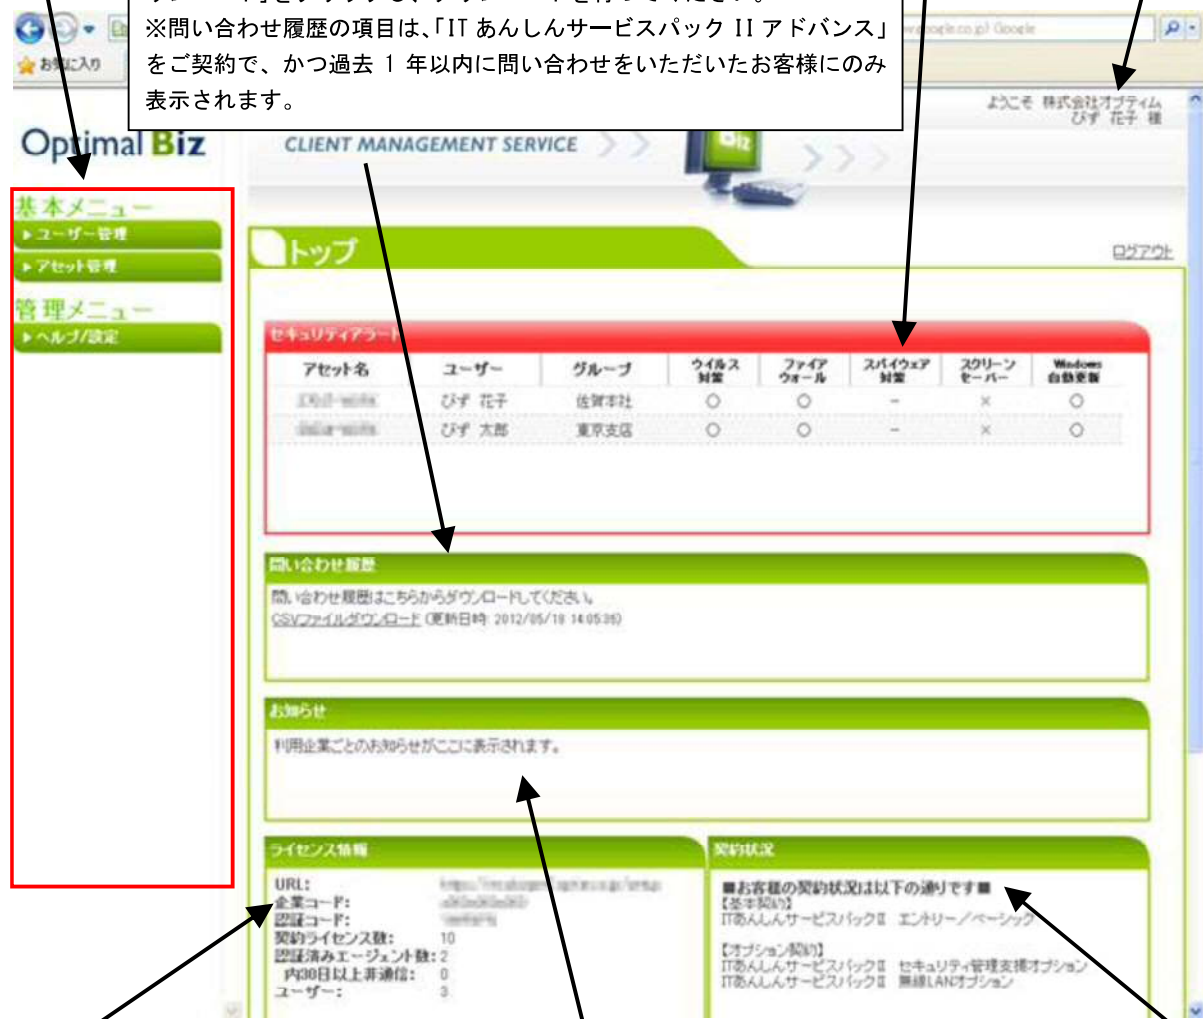 ※問い合わせ履歴の項目は、「IT あんしんサービスパック II アドバンス」
をご契約で、かつ過去 1 年以内に問い合わせをいただいたお客様にのみ
表示されます。
お気に入り
ようこそ 株式会社オプティム
びず 花子 様
Optimal Biz
CLIENT MANAGEMENT SERVICE
Biz
基本メニュー
ユーザー管理
アセット管理
管理メニュー
ヘルプ/設定
トップ
ログアウト
セキュリティアラート
アセット名 ユーザー グループ ウイルス対策 ファイアウォール スパイウェア対策 スクリーンセーバー Windows自動更新
びず 花子 佐賀本社 ○ ○ - × ○
びず 太郎 東京支店 ○ ○ - × ○
問い合わせ履歴
問い合わせ履歴はこちらからダウンロードしてください。
CSVファイルダウンロード (更新日時: 2012/05/18 14:05:35)
お知らせ
利用企業ごとのお知らせがここに表示されます。
ライセンス情報
URL:
企業コード:
認証コード:
契約ライセンス数: 10
認証済みエージェント数: 2
内30日以上非通信: 0
ユーザー: 3
契約状況
■お客様の契約状況は以下の通りです■
【基本契約】
ITあんしんサービスパックⅡ エントリー/ベーシック
【オプション契約】
ITあんしんサービスパックⅡ セキュリティ管理支援オプション
ITあんしんサービスパックⅡ 無線LANオプション